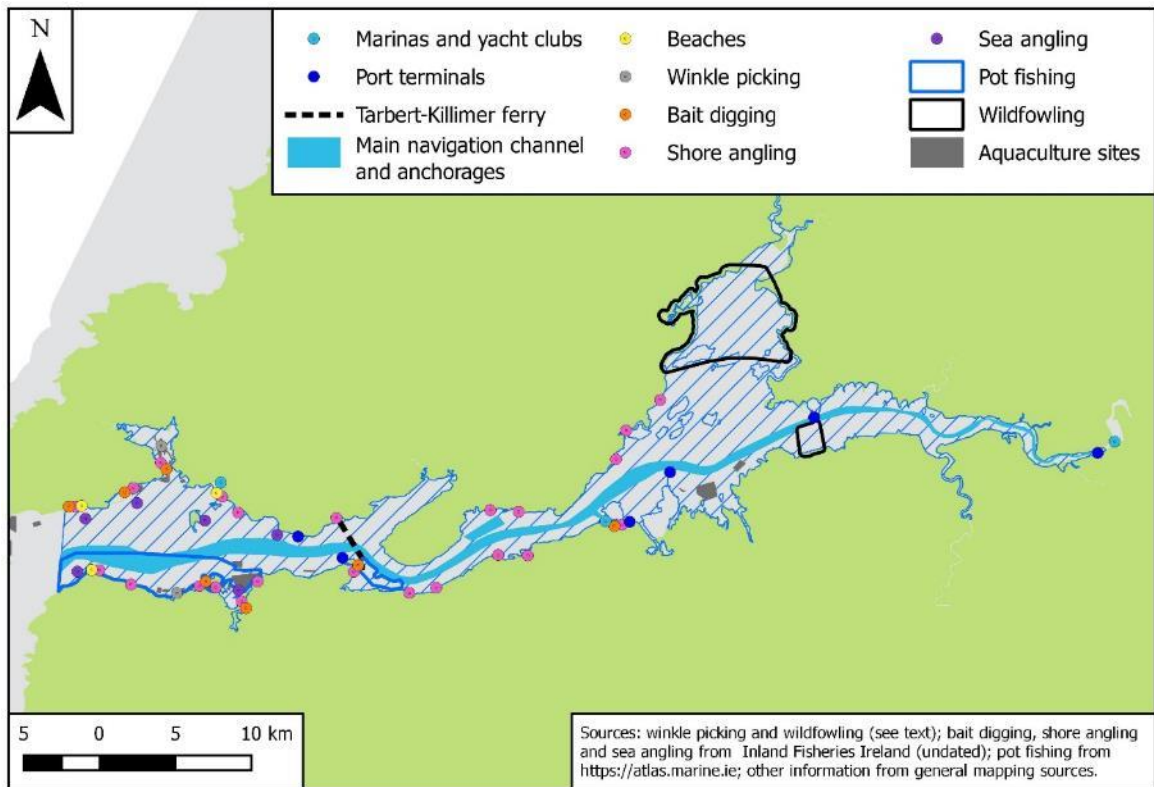 N
Marinas and yacht clubs
Port terminals
Tarbert-Killimer ferry
Main navigation channel
and anchorages
Beaches
Winkle picking
Bait digging
Shore angling
Sea angling
Pot fishing
Wildfowling
Aquaculture sites
5 0 5 10 km
Sources: winkle picking and wildfowling (see text); bait digging, shore angling
and sea angling from Inland Fisheries Ireland (undated); pot fishing from
https://atlas.marine.ie; other information from general mapping sources.